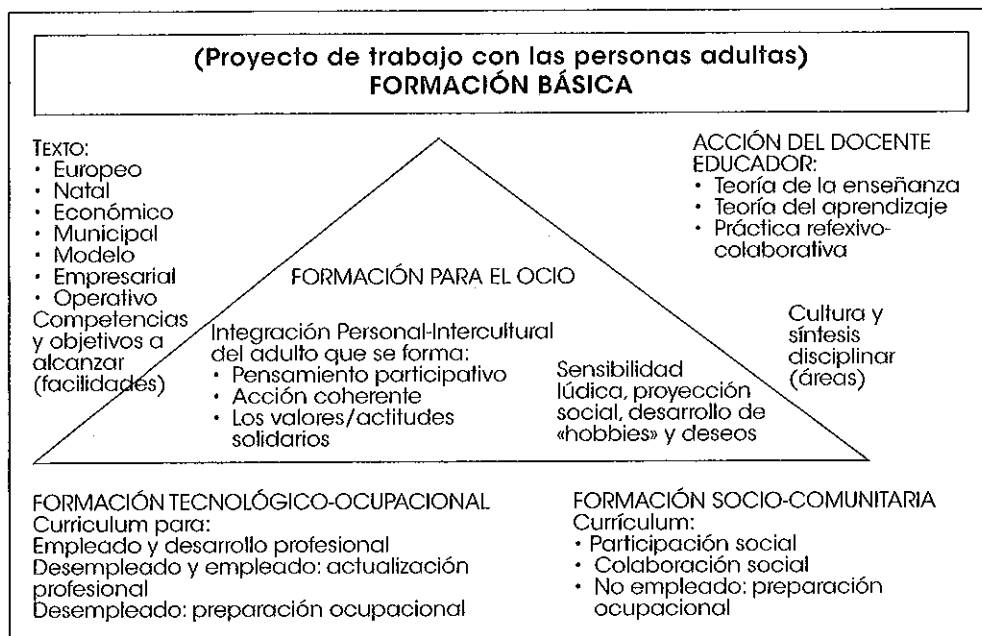 (Proyecto de trabajo con las personas adultas)
FORMACIÓN BÁSICA
TEXTO:
· Europeo
· Natal
· Económico
· Municipal
· Modelo
· Empresarial
· Operativo
Competencias
y objetivos a
alcanzar
(facilidades)
ACCIÓN DEL DOCENTE
EDUCADOR:
· Teoría de la enseñanza
· Teoría del aprendizaje
· Práctica refexivo-
colaborativa
FORMACIÓN PARA EL OCIO
Integración Personal-Intercultural
del adulto que se forma:
· Pensamiento participativo
· Acción coherente
· Los valores/actitudes
solidarios
Sensibilidad
lúdica, proyección
social, desarrollo de
«hobbies» y deseos
Cultura y
síntesis
disciplinar
(áreas)
FORMACIÓN TECNOLÓGICO-OCUPACIONAL
Curriculum para:
Empleado y desarrollo profesional
Desempleado y empleado: actualización
profesional
Desempleado: preparación ocupacional
FORMACIÓN SOCIO-COMUNITARIA
Currículum:
· Participación social
· Colaboración social
· No empleado: preparación
ocupacional